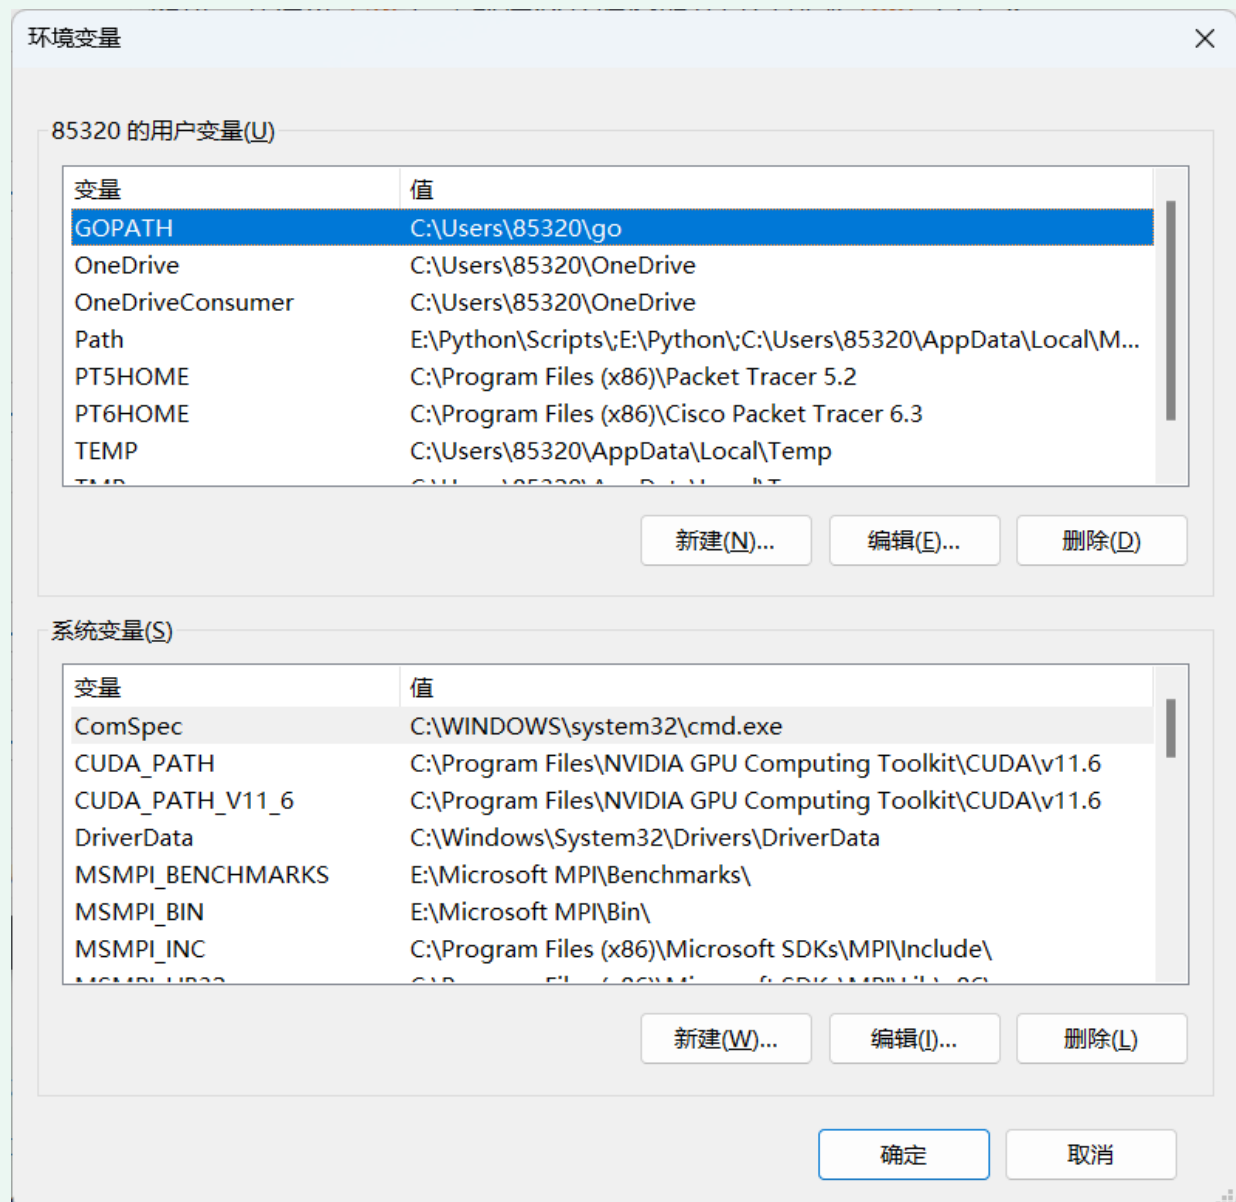 环境变量
85320 的用户变量(U)
变量 值
GOPATH C:\Users\85320\go
OneDrive C:\Users\85320\OneDrive
OneDriveConsumer C:\Users\85320\OneDrive
Path E:\Python\Scripts\;E:\Python\;C:\Users\85320\AppData\Local\M...
PT5HOME C:\Program Files (x86)\Packet Tracer 5.2
PT6HOME C:\Program Files (x86)\Cisco Packet Tracer 6.3
TEMP C:\Users\85320\AppData\Local\Temp
新建(N)... 编辑(E)... 删除(D)
系统变量(S)
变量 值
ComSpec C:\WINDOWS\system32\cmd.exe
CUDA_PATH C:\Program Files\NVIDIA GPU Computing Toolkit\CUDA\v11.6
CUDA_PATH_V11_6 C:\Program Files\NVIDIA GPU Computing Toolkit\CUDA\v11.6
DriverData C:\Windows\System32\Drivers\DriverData
MSMPI_BENCHMARKS E:\Microsoft MPI\Benchmarks\
MSMPI_BIN E:\Microsoft MPI\Bin\
MSMPI_INC C:\Program Files (x86)\Microsoft SDKs\MPI\Include\
新建(W)... 编辑(I)... 删除(L)
确定 取消